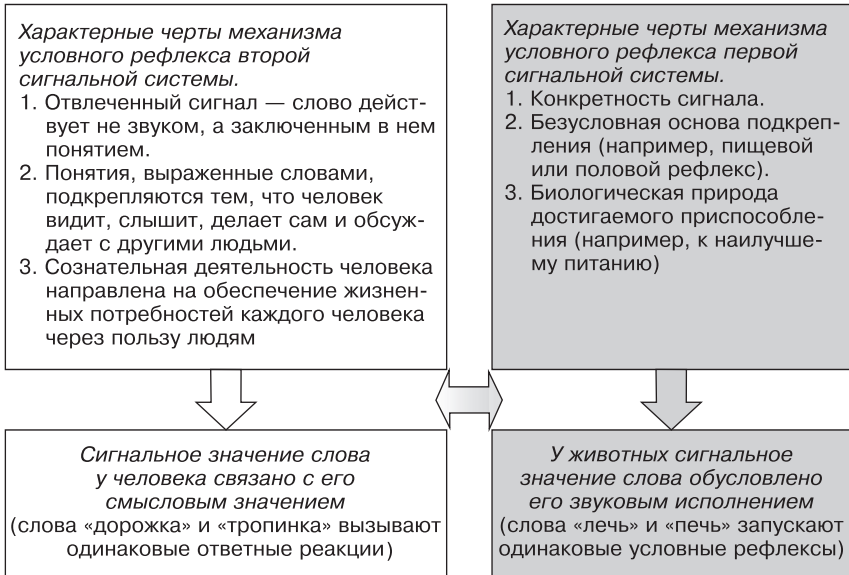 Характерные черты механизма
условного рефлекса второй
сигнальной системы.
1. Отвлеченный сигнал — слово дейст-
вует не звуком, а заключенным в нем
понятием.
2. Понятия, выраженные словами,
подкрепляются тем, что человек
видит, слышит, делает сам и обсуж-
дает с другими людьми.
3. Сознательная деятельность человека
направлена на обеспечение жизнен-
ных потребностей каждого человека
через пользу людям
Характерные черты механизма
условного рефлекса первой
сигнальной системы.
1. Конкретность сигнала.
2. Безусловная основа подкреп-
ления (например, пищевой
или половой рефлекс).
3. Биологическая природа
достигаемого приспособле-
ния (например, к наилучше-
му питанию)
Сигнальное значение слова
у человека связано с его
смысловым значением
(слова «дорожка» и «тропинка» вызывают
одинаковые ответные реакции)
У животных сигнальное
значение слова обусловлено
его звуковым исполнением
(слова «лечь» и «печь» запускают
одинаковые условные рефлексы)